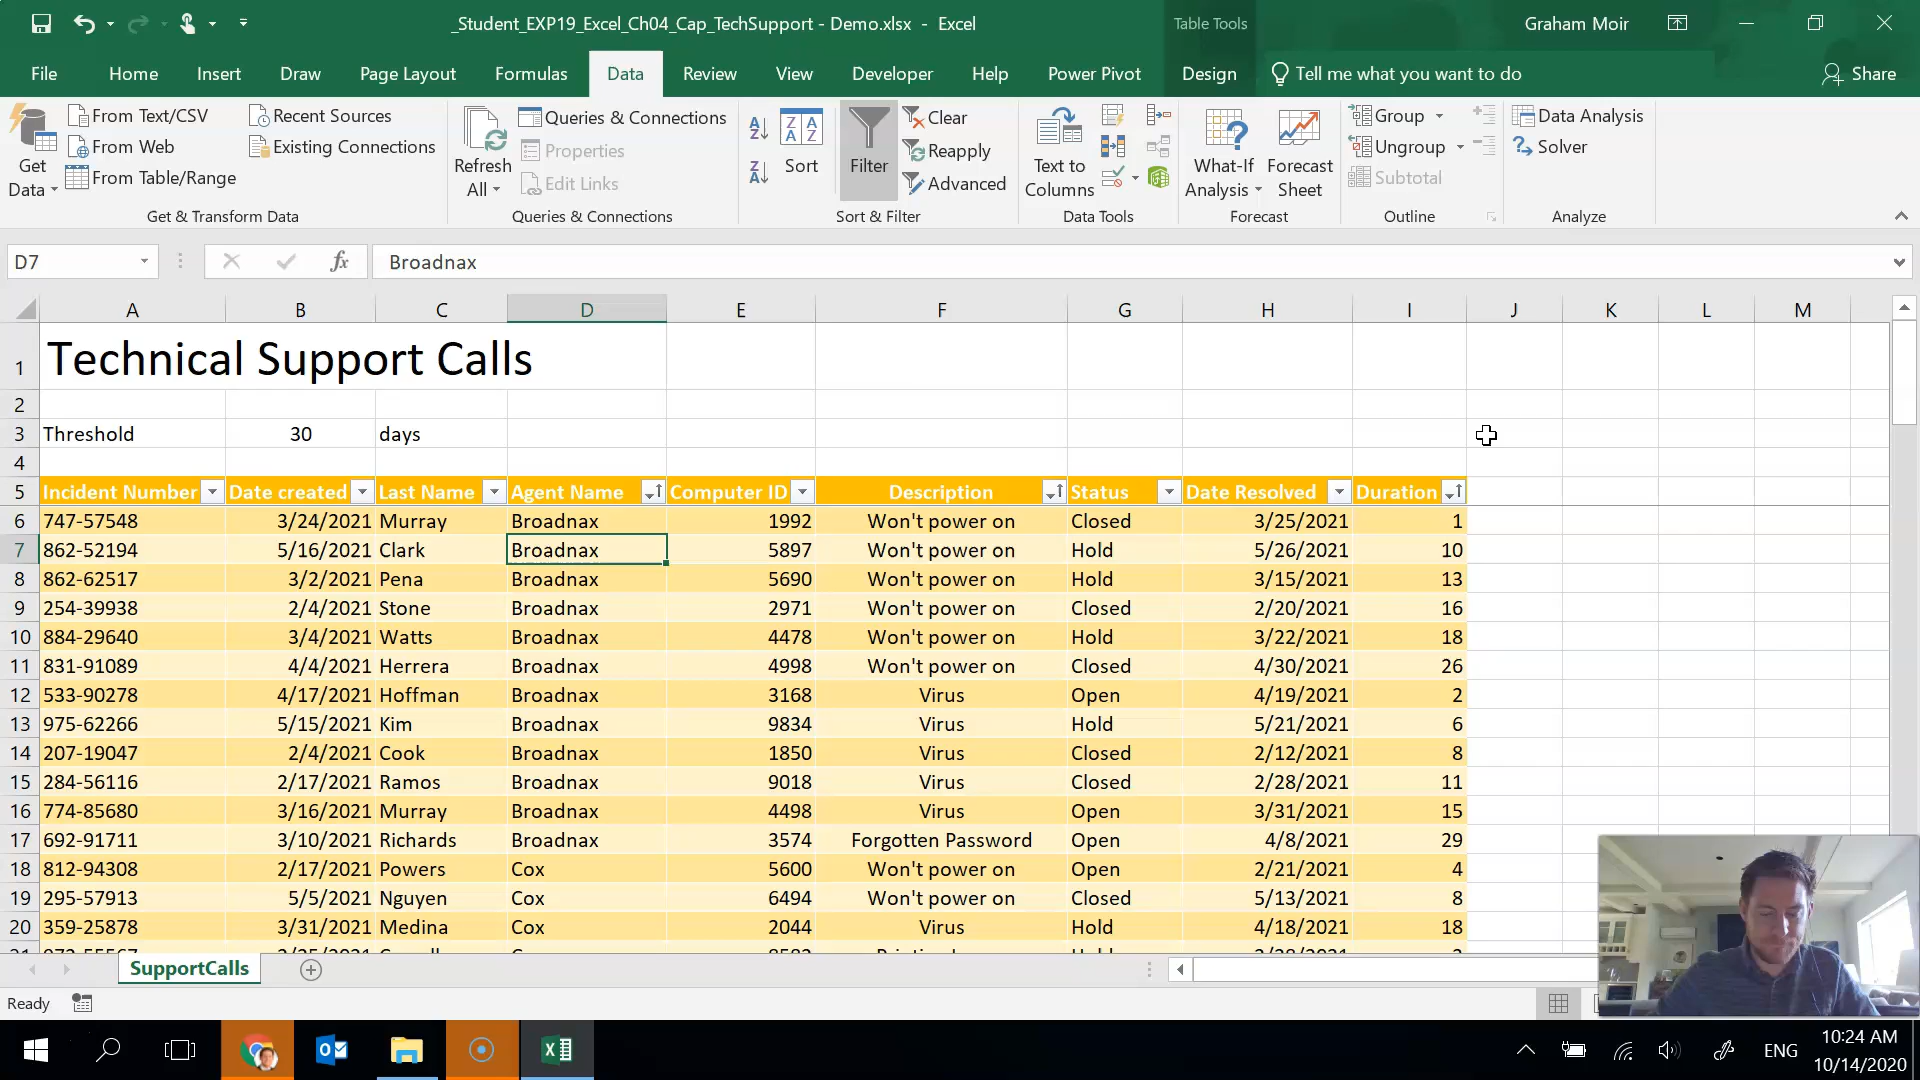 _Student_EXP19_Excel_Ch04_Cap_TechSupport - Demo.xlsx - Excel
Table Tools
Graham Moir
File Home Insert Draw Page Layout Formulas Data Review View Developer Help Power Pivot Design Tell me what you want to do Share
Get Data
From Text/CSV
From Web
From Table/Range
Recent Sources
Existing Connections
Get & Transform Data
Refresh All
Queries & Connections
Properties
Edit Links
Queries & Connections
Sort
Filter
Clear
Reapply
Advanced
Sort & Filter
Text to Columns
Data Tools
What-If Analysis
Forecast Sheet
Forecast
Group
Ungroup
Subtotal
Outline
Data Analysis
Solver
Analyze
D7 fx Broadnax
A B C D E F G H I J K L M
1 Technical Support Calls
2
3 Threshold 30 days
4
5 Incident Number Date created Last Name Agent Name Computer ID Description Status Date Resolved Duration
6 747-57548 3/24/2021 Murray Broadnax 1992 Won't power on Closed 3/25/2021 1
7 862-52194 5/16/2021 Clark Broadnax 5897 Won't power on Hold 5/26/2021 10
8 862-62517 3/2/2021 Pena Broadnax 5690 Won't power on Hold 3/15/2021 13
9 254-39938 2/4/2021 Stone Broadnax 2971 Won't power on Closed 2/20/2021 16
10 884-29640 3/4/2021 Watts Broadnax 4478 Won't power on Hold 3/22/2021 18
11 831-91089 4/4/2021 Herrera Broadnax 4998 Won't power on Closed 4/30/2021 26
12 533-90278 4/17/2021 Hoffman Broadnax 3168 Virus Open 4/19/2021 2
13 975-62266 5/15/2021 Kim Broadnax 9834 Virus Hold 5/21/2021 6
14 207-19047 2/4/2021 Cook Broadnax 1850 Virus Closed 2/12/2021 8
15 284-56116 2/17/2021 Ramos Broadnax 9018 Virus Closed 2/28/2021 11
16 774-85680 3/16/2021 Murray Broadnax 4498 Virus Open 3/31/2021 15
17 692-91711 3/10/2021 Richards Broadnax 3574 Forgotten Password Open 4/8/2021 29
18 812-94308 2/17/2021 Powers Cox 5600 Won't power on Open 2/21/2021 4
19 295-57913 5/5/2021 Nguyen Cox 6494 Won't power on Closed 5/13/2021 8
20 359-25878 3/31/2021 Medina Cox 2044 Virus Hold 4/18/2021 18
SupportCalls
Ready
ENG
10:24 AM
10/14/2020